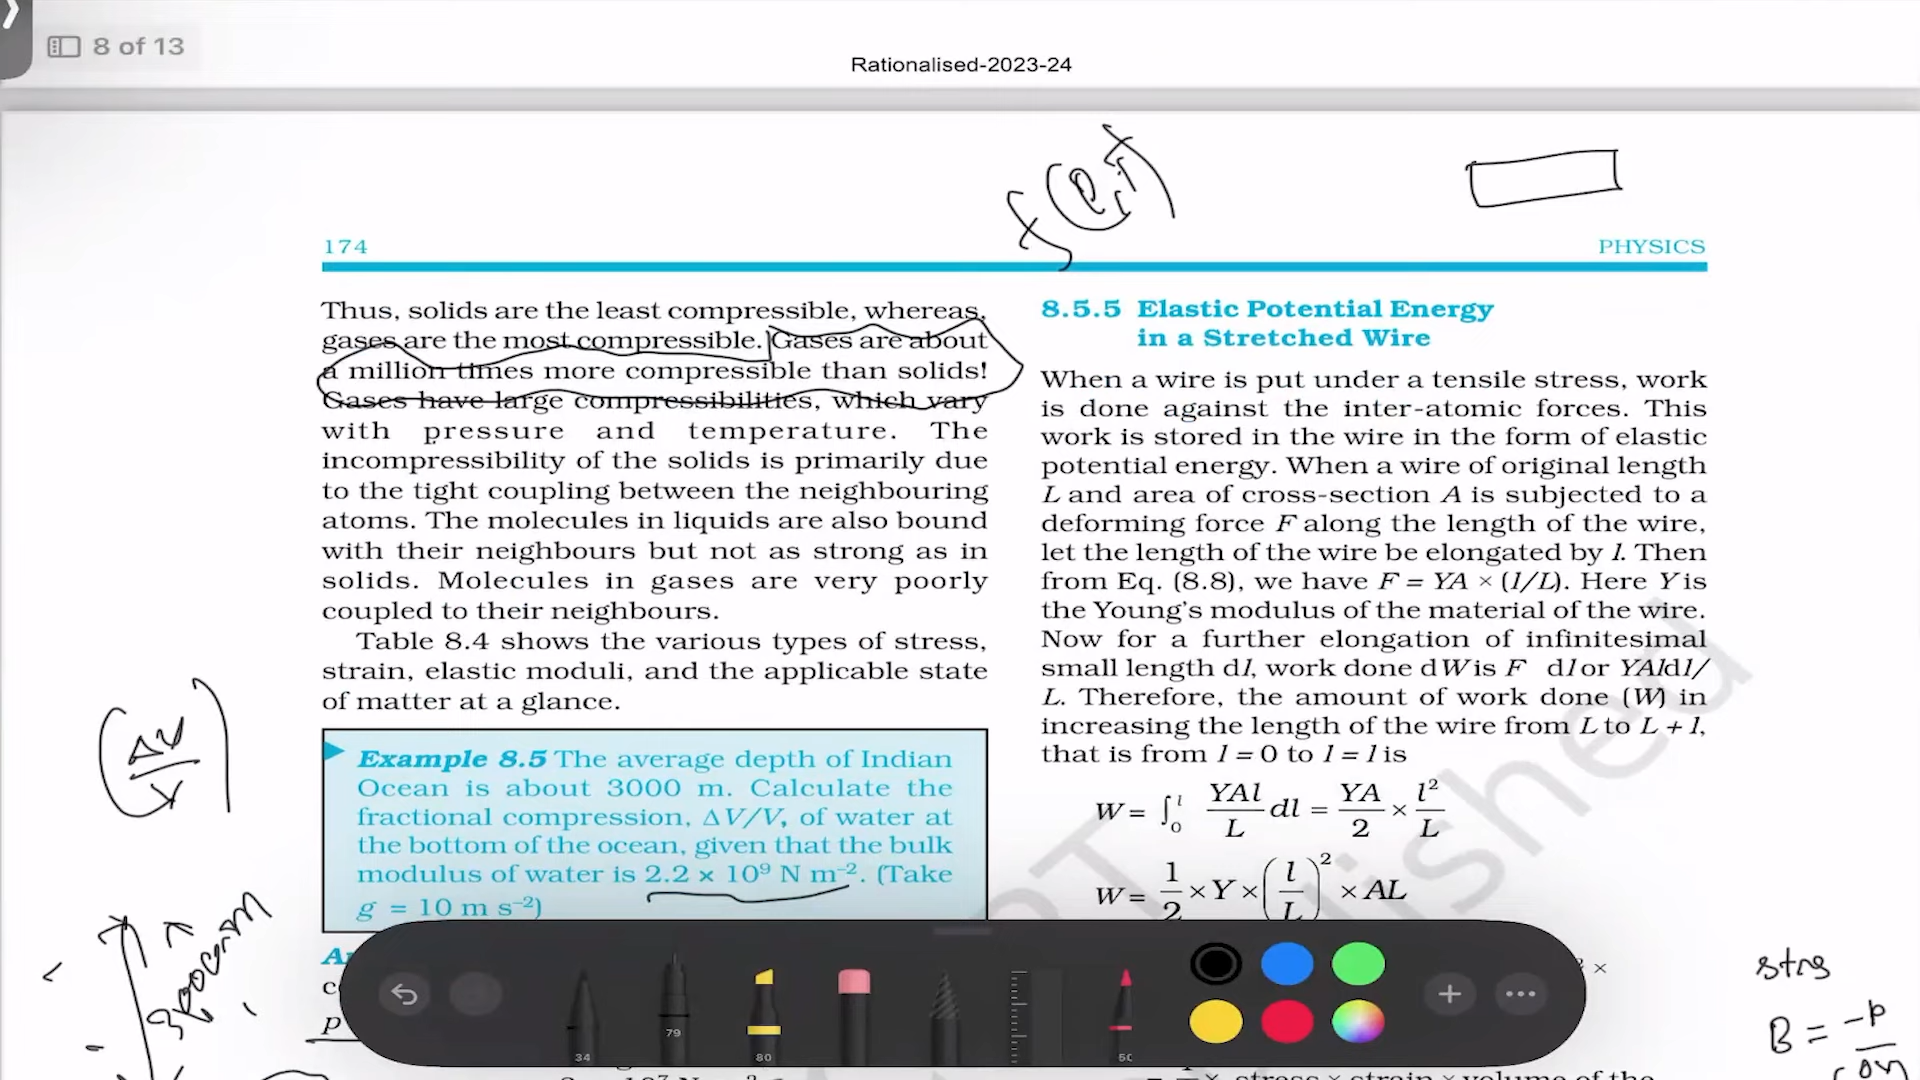 8 of 13
Rationalised-2023-24
174
PHYSICS
Thus, solids are the least compressible, whereas,
gases are the most compressible. Gases are about
a million times more compressible than solids!
Gases have large compressibilities, which vary
with pressure and temperature. The
incompressibility of the solids is primarily due
to the tight coupling between the neighbouring
atoms. The molecules in liquids are also bound
with their neighbours but not as strong as in
solids. Molecules in gases are very poorly
coupled to their neighbours.
Table 8.4 shows the various types of stress,
strain, elastic moduli, and the applicable state
of matter at a glance.
Example 8.5 The average depth of Indian
Ocean is about 3000 m. Calculate the
fractional compression, ΔV/V, of water at
the bottom of the ocean, given that the bulk
modulus of water is 2.2 × 10⁹ N m⁻². (Take
g = 10 m s⁻²)
p
8.5.5 Elastic Potential Energy
in a Stretched Wire
When a wire is put under a tensile stress, work
is done against the inter-atomic forces. This
work is stored in the wire in the form of elastic
potential energy. When a wire of original length
L and area of cross-section A is subjected to a
deforming force F along the length of the wire,
let the length of the wire be elongated by l. Then
from Eq. (8.8), we have F = YA × (l/L). Here Y is
the Young's modulus of the material of the wire.
Now for a further elongation of infinitesimal
small length dl, work done dW is F dl or YAldl/
L. Therefore, the amount of work done (W) in
increasing the length of the wire from L to L + l,
that is from l = 0 to l = l is
W = ∫₀ˡ YAl/L dl = YA/2 × l²/L
W = 1/2 × Y × (l/L)² × AL
× stress × strain × volume of the
ΔV/V
3000m
B = -P
34
79
80
50